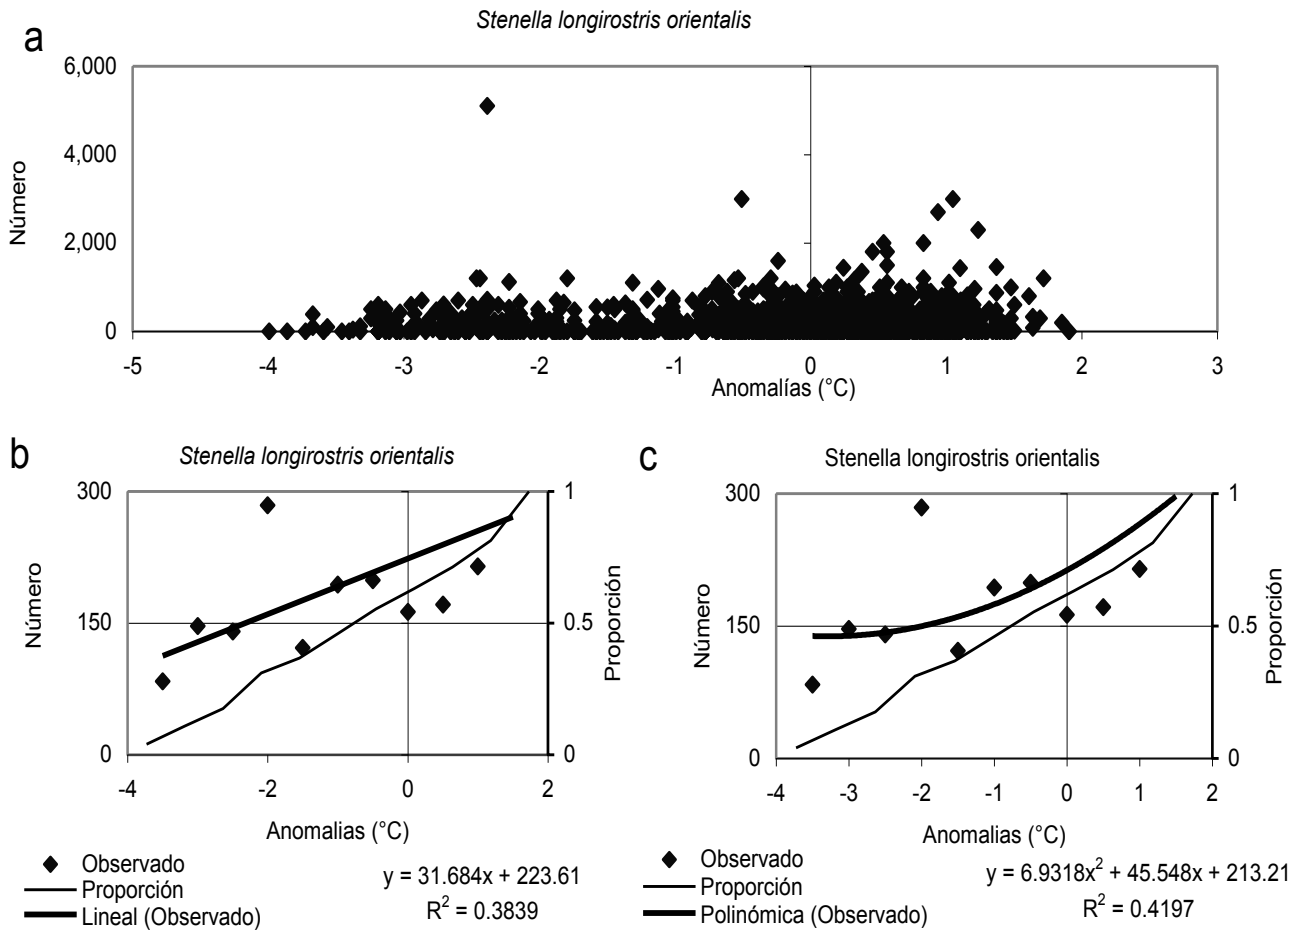 Stenella longirostris orientalis
a
6,000
4,000
2,000
0
Número
-5 -4 -3 -2 -1 0 1 2 3
Anomalías (°C)
b
Stenella longirostris orientalis
300
150
0
Número
1
0.5
0
Proporción
-4 -2 0 2
Anomalias (°C)
Observado
Proporción
Lineal (Observado)
y = 31.684x + 223.61
R² = 0.3839
c
Stenella longirostris orientalis
300
150
0
Número
1
0.5
0
Proporción
-4 -3 -2 -1 0 1 2
Anomalias (°C)
Observado
Proporción
Polinómica (Observado)
y = 6.9318x² + 45.548x + 213.21
R² = 0.4197